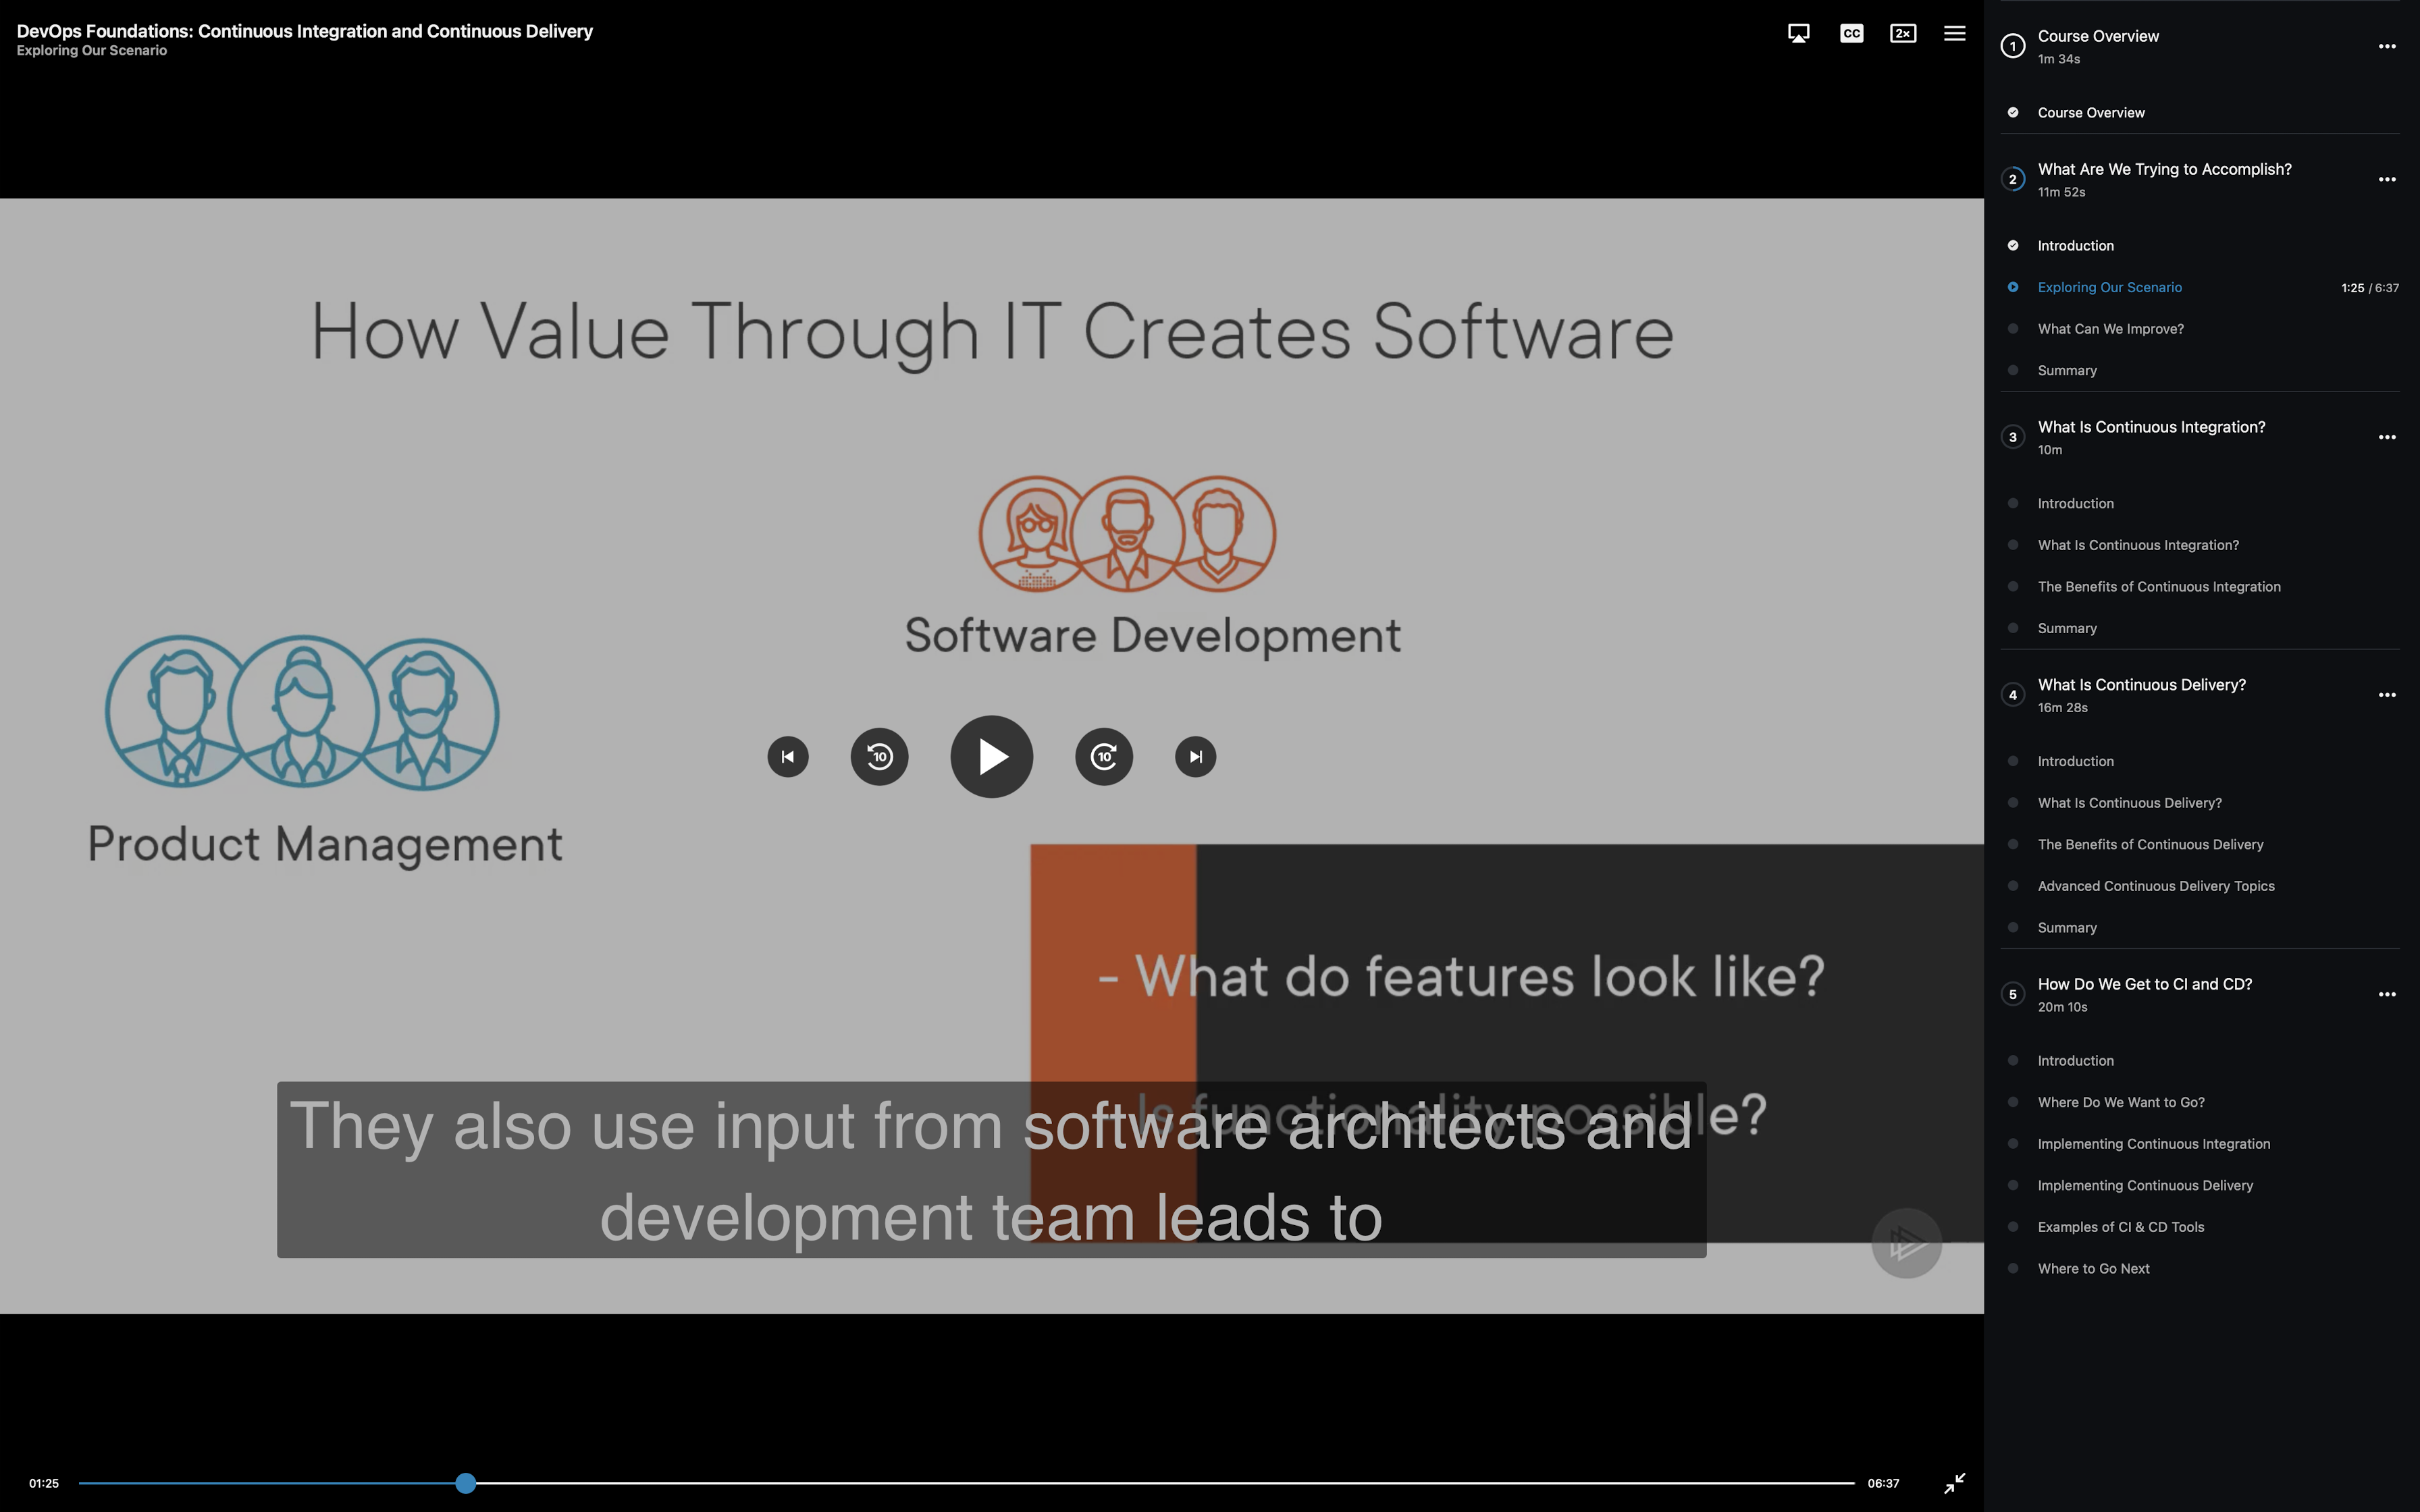 DevOps Foundations: Continuous Integration and Continuous Delivery
Exploring Our Scenario
CC
2×
How Value Through IT Creates Software
Software Development
Product Management
10
10
- What do features look like?
- Is functionality possible?
They also use input from software architects and
development team leads to
01:25
06:37
1
Course Overview
1m 34s
Course Overview
2
What Are We Trying to Accomplish?
11m 52s
Introduction
Exploring Our Scenario
1:25 / 6:37
What Can We Improve?
Summary
3
What Is Continuous Integration?
10m
Introduction
What Is Continuous Integration?
The Benefits of Continuous Integration
Summary
4
What Is Continuous Delivery?
16m 28s
Introduction
What Is Continuous Delivery?
The Benefits of Continuous Delivery
Advanced Continuous Delivery Topics
Summary
5
How Do We Get to CI and CD?
20m 10s
Introduction
Where Do We Want to Go?
Implementing Continuous Integration
Implementing Continuous Delivery
Examples of CI & CD Tools
Where to Go Next